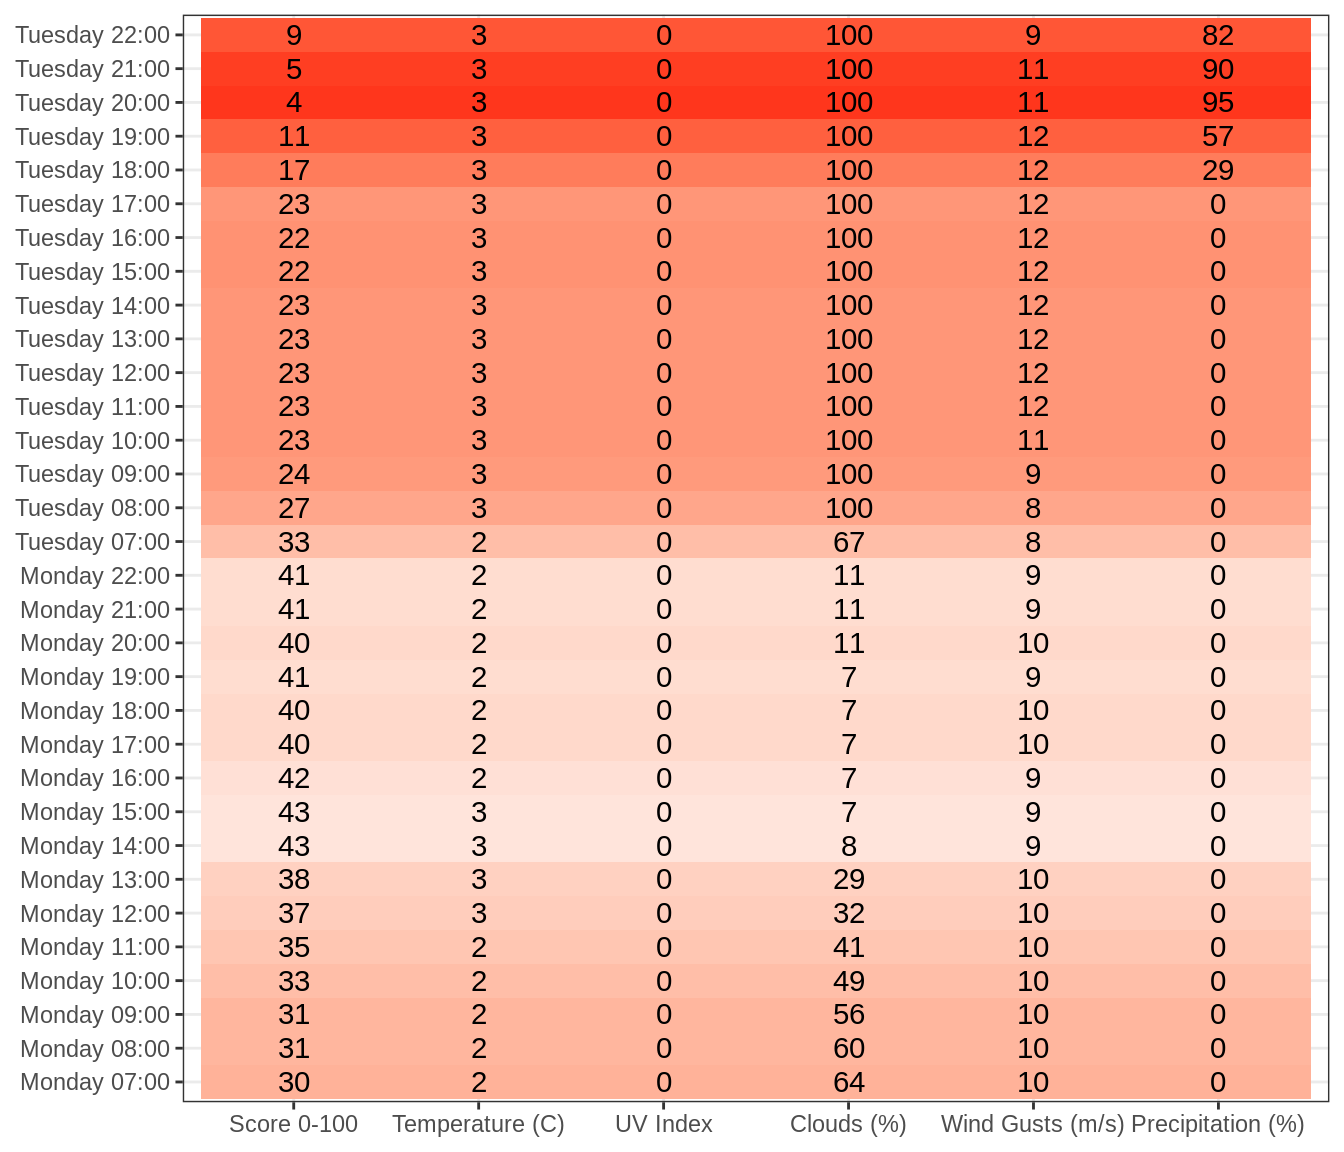 Tuesday 22:00 9 3 0 100 9 82
Tuesday 21:00 5 3 0 100 11 90
Tuesday 20:00 4 3 0 100 11 95
Tuesday 19:00 11 3 0 100 12 57
Tuesday 18:00 17 3 0 100 12 29
Tuesday 17:00 23 3 0 100 12 0
Tuesday 16:00 22 3 0 100 12 0
Tuesday 15:00 22 3 0 100 12 0
Tuesday 14:00 23 3 0 100 12 0
Tuesday 13:00 23 3 0 100 12 0
Tuesday 12:00 23 3 0 100 12 0
Tuesday 11:00 23 3 0 100 12 0
Tuesday 10:00 23 3 0 100 11 0
Tuesday 09:00 24 3 0 100 9 0
Tuesday 08:00 27 3 0 100 8 0
Tuesday 07:00 33 2 0 67 8 0
Monday 22:00 41 2 0 11 9 0
Monday 21:00 41 2 0 11 9 0
Monday 20:00 40 2 0 11 10 0
Monday 19:00 41 2 0 7 9 0
Monday 18:00 40 2 0 7 10 0
Monday 17:00 40 2 0 7 10 0
Monday 16:00 42 2 0 7 9 0
Monday 15:00 43 3 0 7 9 0
Monday 14:00 43 3 0 8 9 0
Monday 13:00 38 3 0 29 10 0
Monday 12:00 37 3 0 32 10 0
Monday 11:00 35 2 0 41 10 0
Monday 10:00 33 2 0 49 10 0
Monday 09:00 31 2 0 56 10 0
Monday 08:00 31 2 0 60 10 0
Monday 07:00 30 2 0 64 10 0
Score 0-100 Temperature (C) UV Index Clouds (%) Wind Gusts (m/s) Precipitation (%)